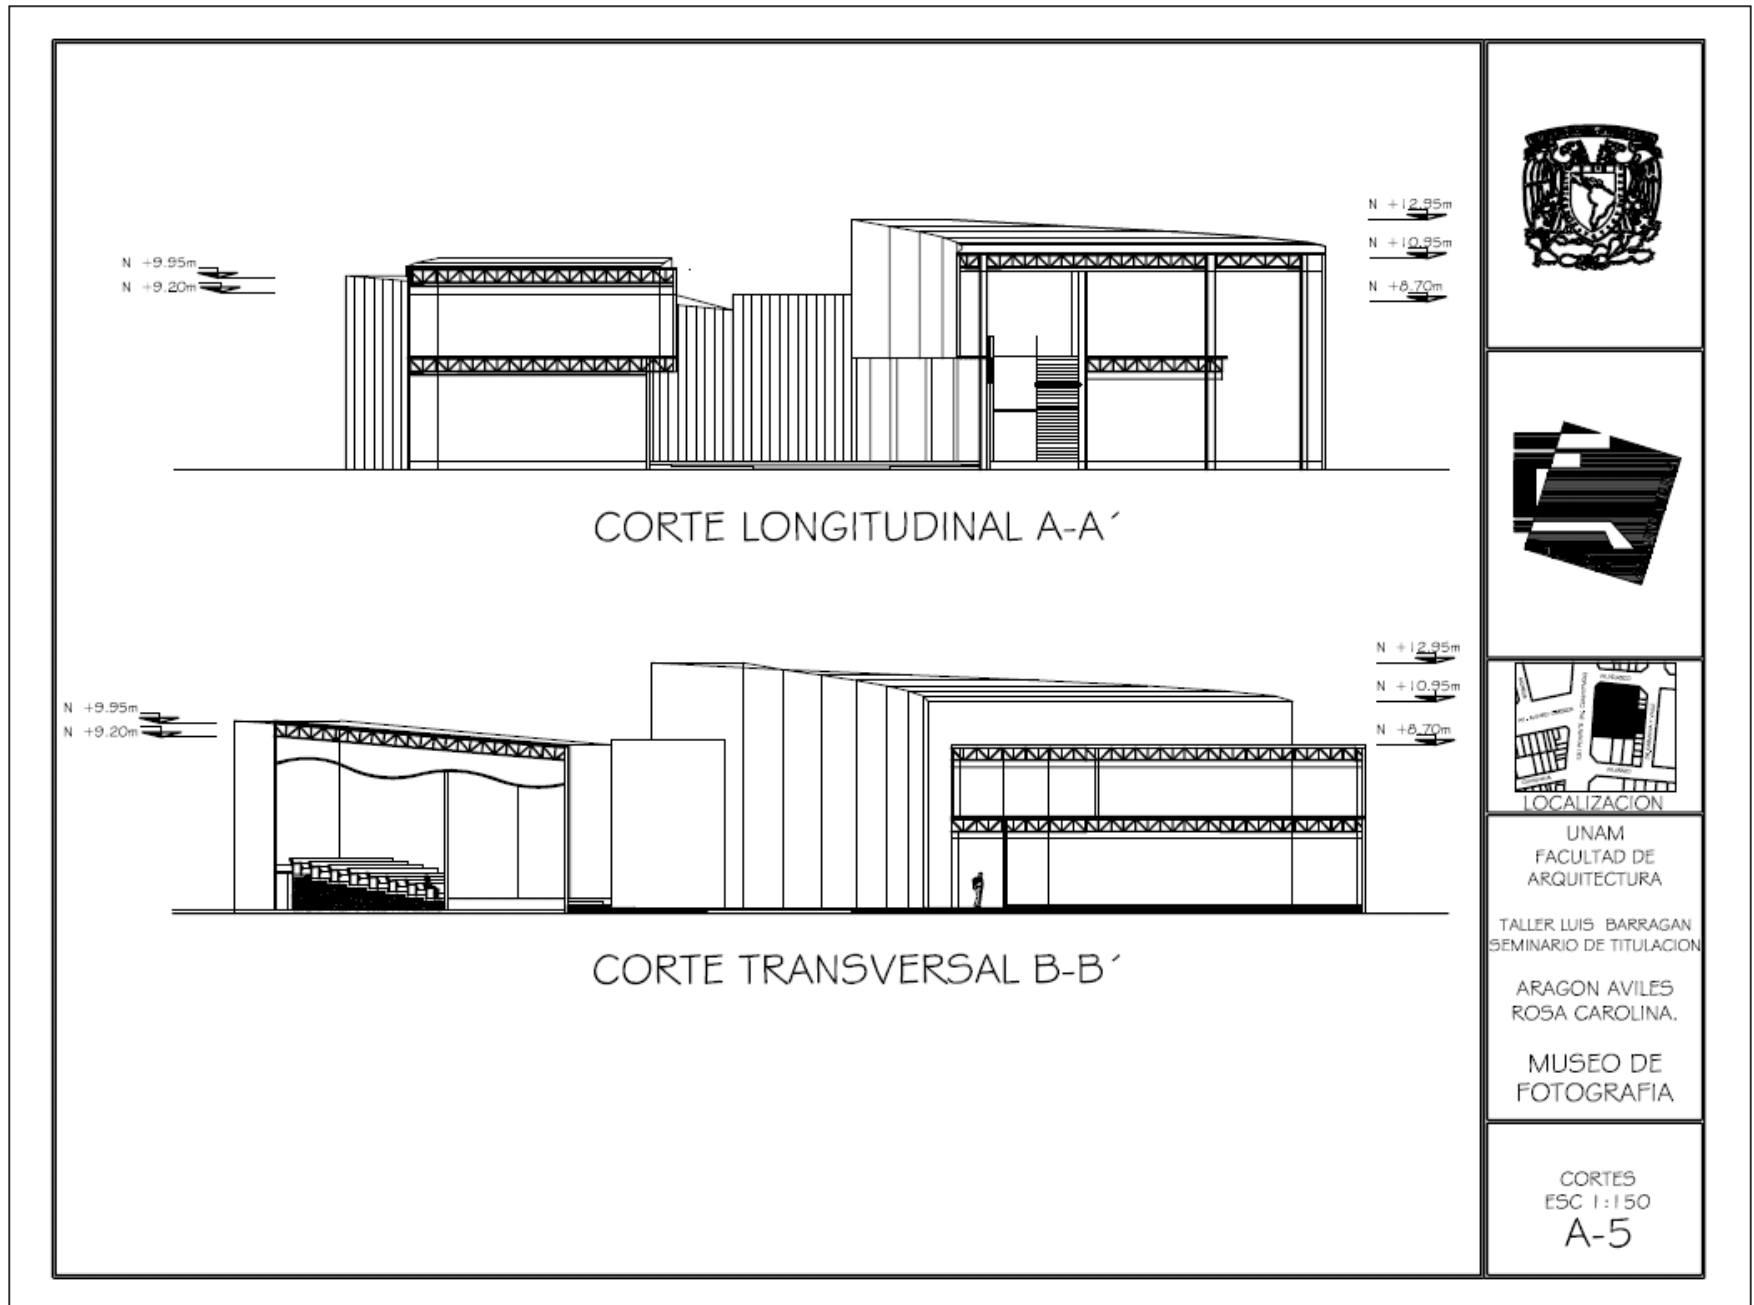 N +12.95m
N +10.95m
N +8.70m
N +9.95m
N +9.20m
CORTE LONGITUDINAL A-A´
N +12.95m
N +10.95m
N +8.70m
N +9.95m
N +9.20m
CORTE TRANSVERSAL B-B´
LOCALIZACION
UNAM
FACULTAD DE
ARQUITECTURA
TALLER LUIS BARRAGAN
SEMINARIO DE TITULACION
ARAGON AVILES
ROSA CAROLINA.
MUSEO DE
FOTOGRAFIA
CORTES
ESC 1:150
A-5